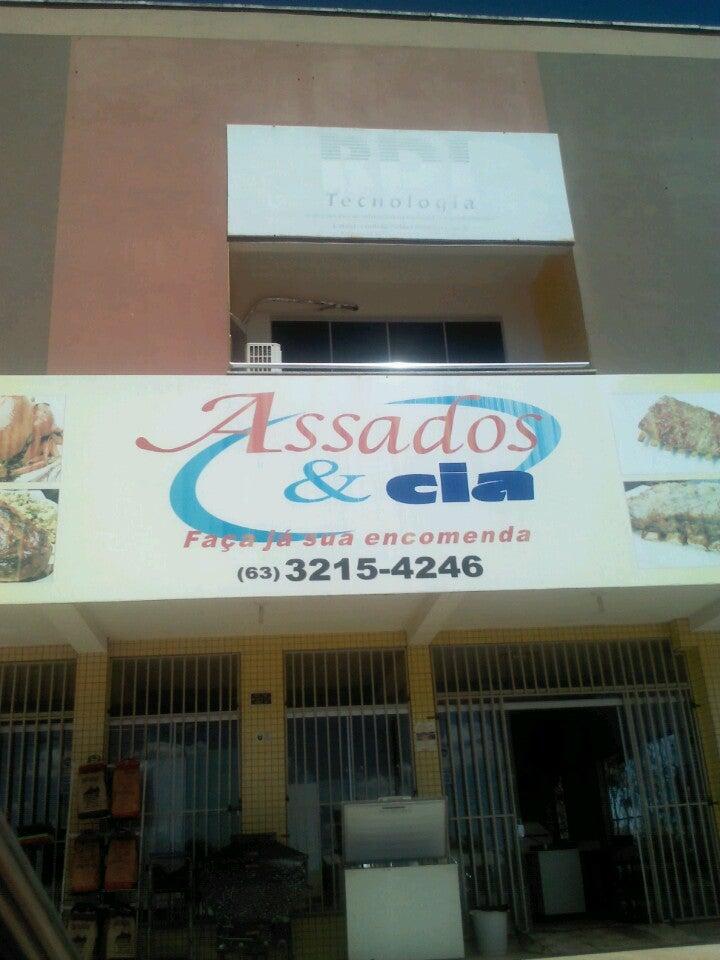 Tecnologia
Assados
& cia
Faça já sua encomenda
(63) 3215-4246